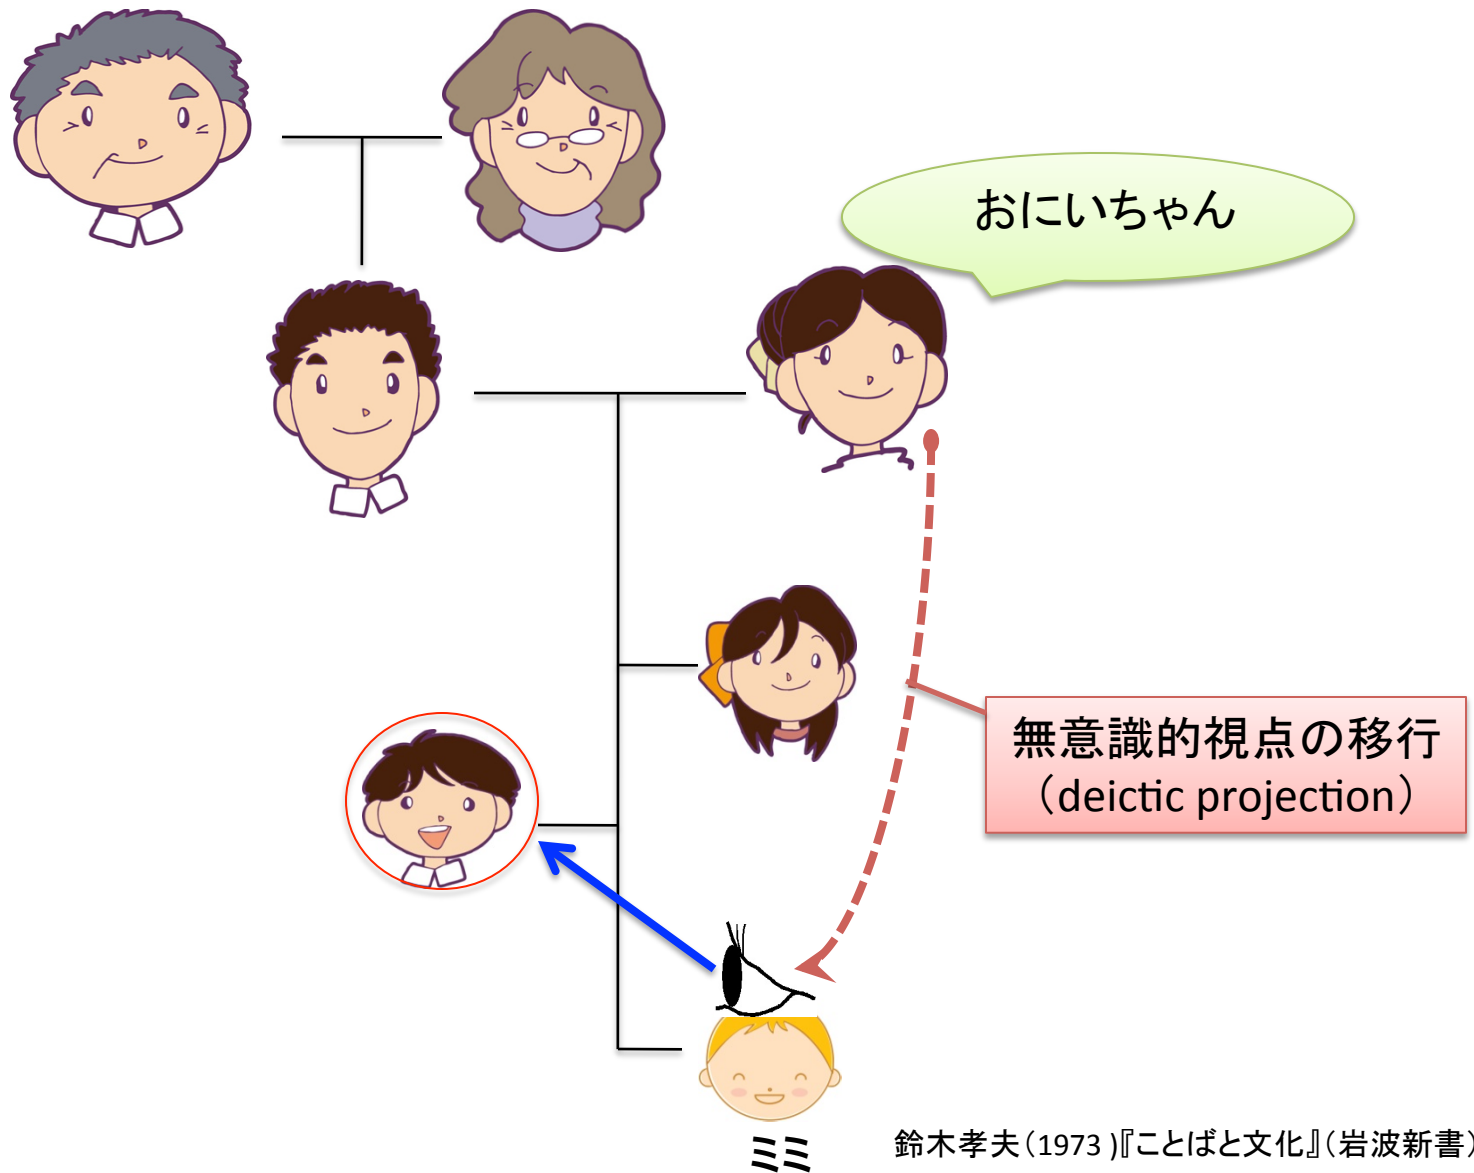 おにいちゃん
無意識的視点の移行
（deictic projection）
ミミ
鈴木孝夫（1973 )『ことばと文化』（岩波新書）